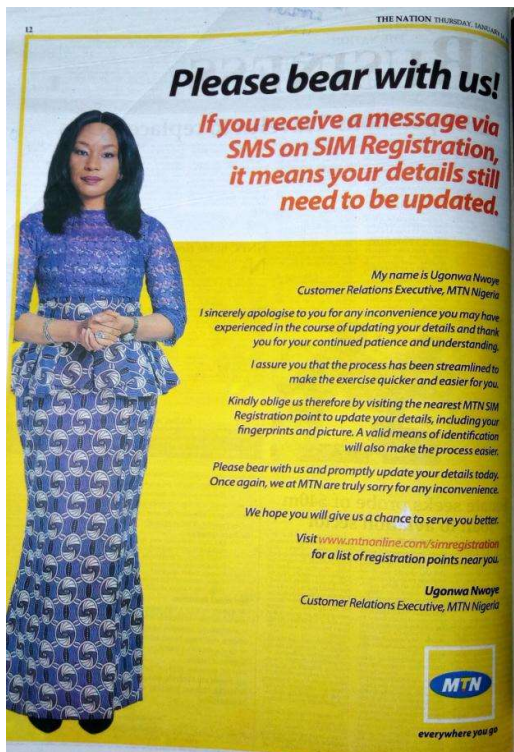 12
THE NATION THURSDAY, JANUARY
Please bear with us!
If you receive a message via
SMS on SIM Registration,
it means your details still
need to be updated.
My name is Ugonwa Nwoye
Customer Relations Executive, MTN Nigeria
I sincerely apologise to you for any inconvenience you may have
experienced in the course of updating your details and thank
you for your continued patience and understanding.
I assure you that the process has been streamlined to
make the exercise quicker and easier for you.
Kindly oblige us therefore by visiting the nearest MTN SIM
Registration point to update your details, including your
fingerprints and picture. A valid means of identification
will also make the process easier.
Please bear with us and promptly update your details today.
Once again, we at MTN are truly sorry for any inconvenience.
We hope you will give us a chance to serve you better.
Visit www.mtnonline.com/simregistration
for a list of registration points near you.
Ugonwa Nwoye
Customer Relations Executive, MTN Nigeria
MTN
everywhere you go